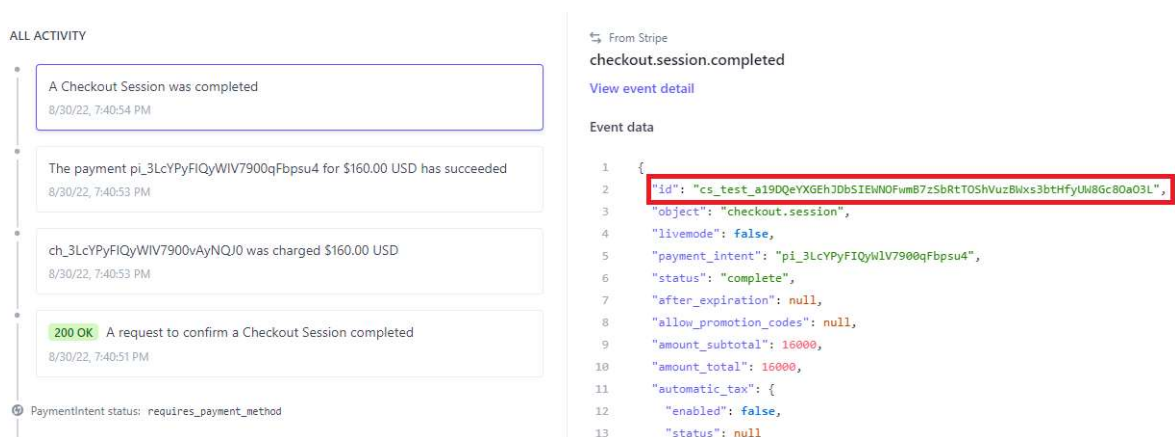 ALL ACTIVITY
A Checkout Session was completed
8/30/22, 7:40:54 PM
The payment pi_3LcYPyFIQyWlV7900qFbpsu4 for $160.00 USD has succeeded
8/30/22, 7:40:53 PM
ch_3LcYPyFIQyWlV7900vAyNQJ0 was charged $160.00 USD
8/30/22, 7:40:53 PM
200 OK A request to confirm a Checkout Session completed
8/30/22, 7:40:51 PM
PaymentIntent status: requires_payment_method
From Stripe
checkout.session.completed
View event detail
Event data
1 {
2 "id": "cs_test_a19DQeYXGEhJDbSIEWNOFwmB7zSbRtTOShVuzBWxs3btHfyUW8Gc8OaO3L",
3 "object": "checkout.session",
4 "livemode": false,
5 "payment_intent": "pi_3LcYPyFIQyWlV7900qFbpsu4",
6 "status": "complete",
7 "after_expiration": null,
8 "allow_promotion_codes": null,
9 "amount_subtotal": 16000,
10 "amount_total": 16000,
11 "automatic_tax": {
12 "enabled": false,
13 "status": null